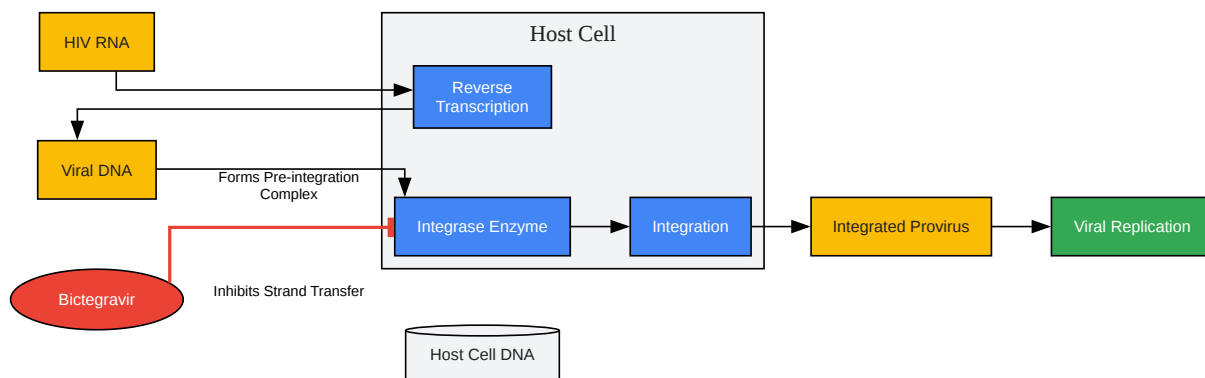 Host Cell
HIV RNA
Reverse
Transcription
Viral DNA
Forms Pre-integration
Complex
Integrase Enzyme
Integration
Integrated Provirus
Viral Replication
Bictegravir
Inhibits Strand Transfer
Host Cell DNA